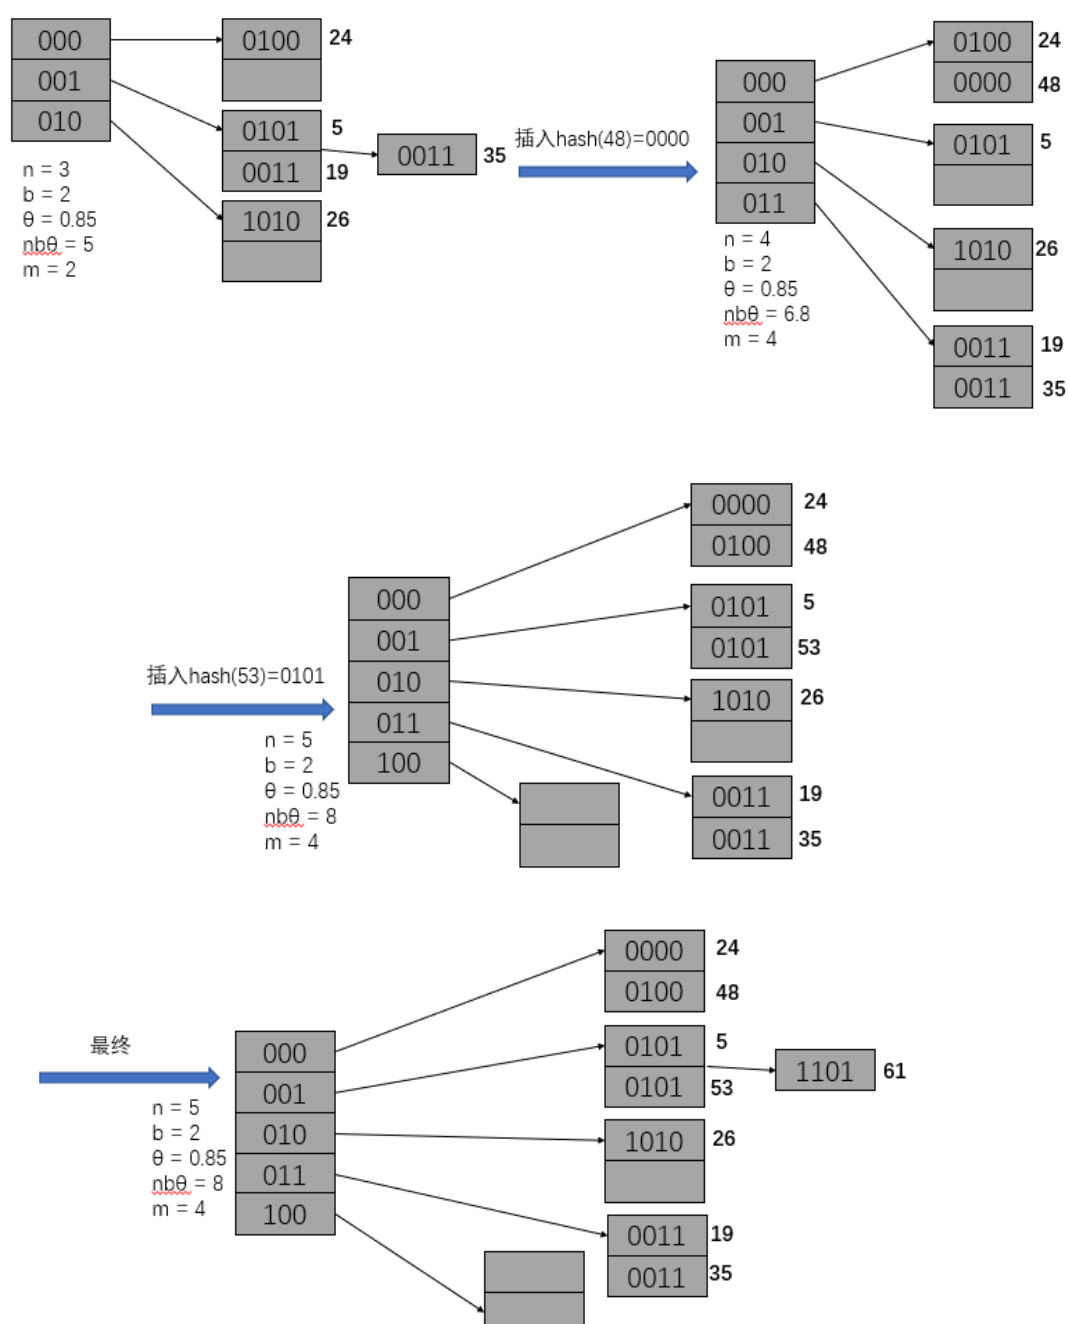 000
001
010
0100 24
0101 5
0011 19
0011 35
1010 26
n = 3
b = 2
θ = 0.85
nbθ = 5
m = 2
插入hash(48)=0000
000
001
010
011
0100 24
0000 48
0101 5
1010 26
0011 19
0011 35
n = 4
b = 2
θ = 0.85
nbθ = 6.8
m = 4
插入hash(53)=0101
000
001
010
011
100
0000 24
0100 48
0101 5
0101 53
1010 26
0011 19
0011 35
n = 5
b = 2
θ = 0.85
nbθ = 8
m = 4
最终
000
001
010
011
100
0000 24
0100 48
0101 5
0101 53
1101 61
1010 26
0011 19
0011 35
n = 5
b = 2
θ = 0.85
nbθ = 8
m = 4